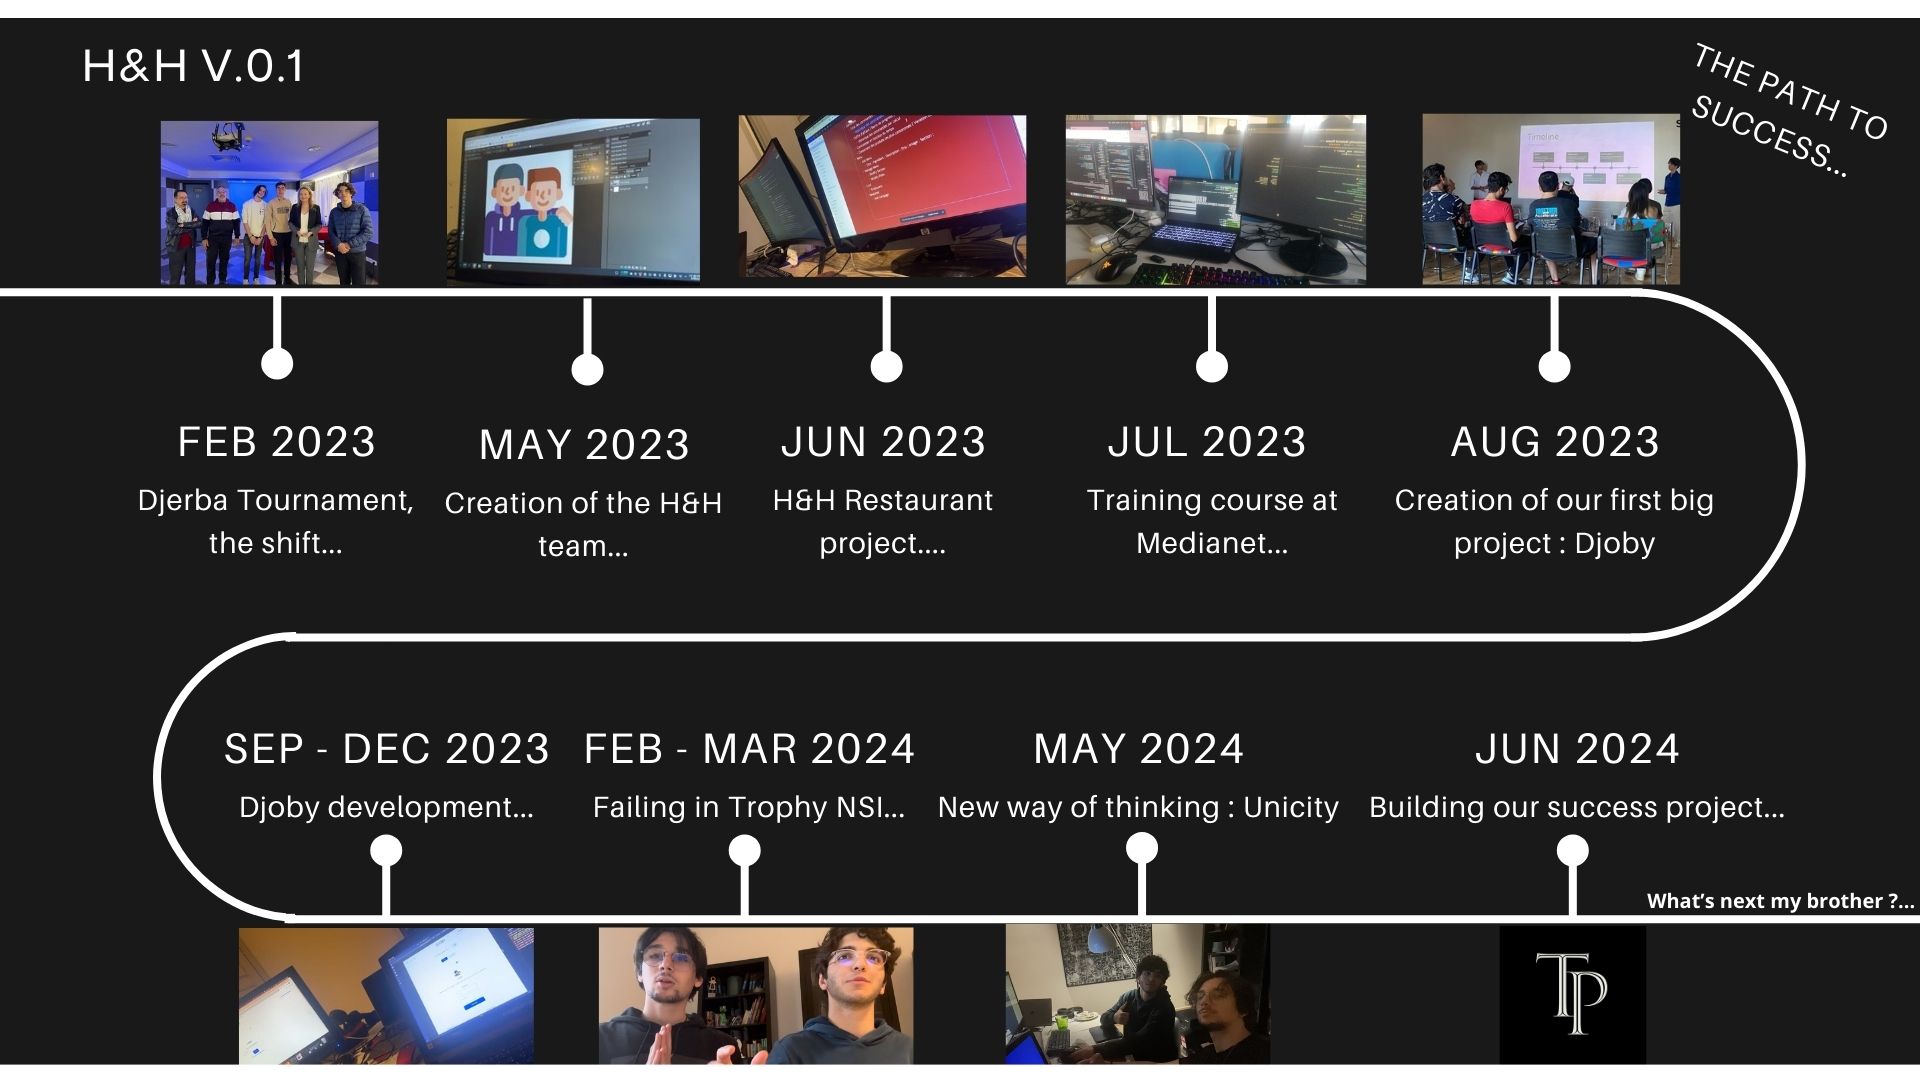 H&H V.0.1
THE PATH TO
SUCCESS...
Timeline
FEB 2023
Djerba Tournament,
the shift...
MAY 2023
Creation of the H&H
team...
JUN 2023
H&H Restaurant
project....
JUL 2023
Training course at
Medianet...
AUG 2023
Creation of our first big
project : Djoby
SEP - DEC 2023
Djoby development...
FEB - MAR 2024
Failing in Trophy NSI...
MAY 2024
New way of thinking : Unicity
JUN 2024
Building our success project...
What's next my brother ?...
TP